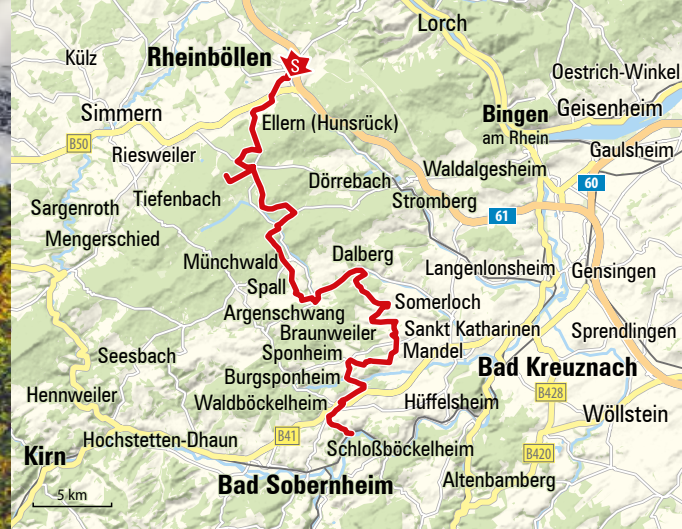 Lorch
Rheinböllen
S
Külz
Oestrich-Winkel
Simmern
Bingen
am Rhein
Geisenheim
Ellern (Hunsrück)
B50
Riesweiler
Gaulsheim
Waldalgesheim
Dörrebach
60
Tiefenbach
Stromberg
Sargenroth
61
Mengerschied
Dalberg
Münchwald
Langenlonsheim
Gensingen
Spall
Somerloch
Argenschwang
Braunweiler
Sankt Katharinen
Sprendlingen
Sponheim
Mandel
Seesbach
Bad Kreuznach
Burgsponheim
Hennweiler
B428
Waldböckelheim
Hüffelsheim
Wöllstein
Hochstetten-Dhaun
B41
Schloßböckelheim
B420
Kirn
Altenbamberg
Bad Sobernheim
5 km